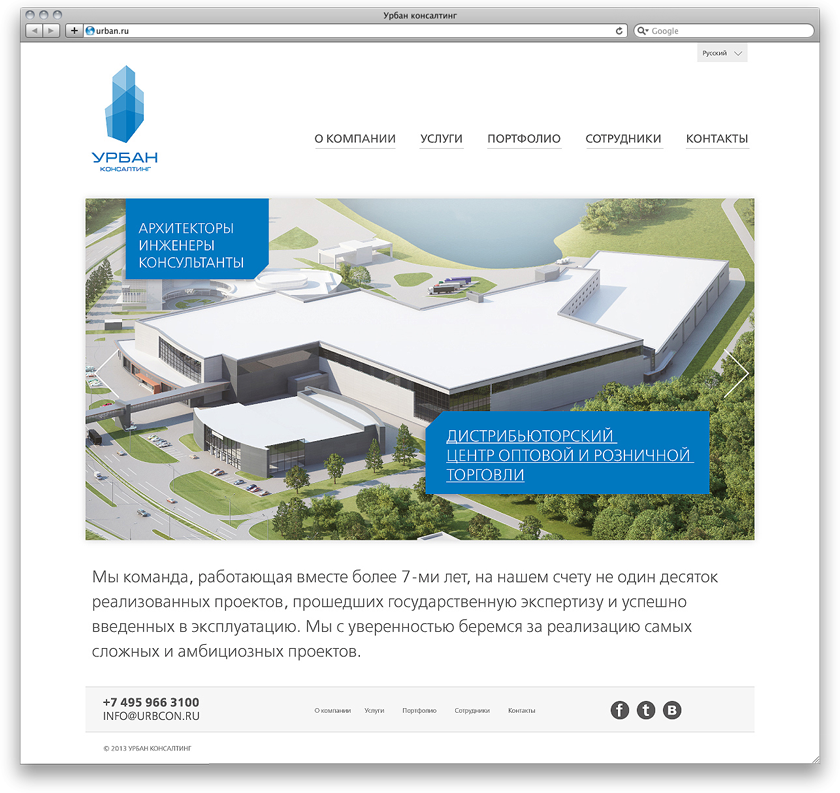 Урбан консалтинг
urban.ru
Google
Русский
УРБАН
КОНСАЛТИНГ
О КОМПАНИИ УСЛУГИ ПОРТФОЛИО СОТРУДНИКИ КОНТАКТЫ
АРХИТЕКТОРЫ
ИНЖЕНЕРЫ
КОНСУЛЬТАНТЫ
ДИСТРИБЬЮТОРСКИЙ
ЦЕНТР ОПТОВОЙ И РОЗНИЧНОЙ
ТОРГОВЛИ
Мы команда, работающая вместе более 7-ми лет, на нашем счету не один десяток
реализованных проектов, прошедших государственную экспертизу и успешно
введенных в эксплуатацию. Мы с уверенностью беремся за реализацию самых
сложных и амбициозных проектов.
+7 495 966 3100
INFO@URBCON.RU
О компании Услуги Портфолио Сотрудники Контакты
f t B
© 2013 УРБАН КОНСАЛТИНГ